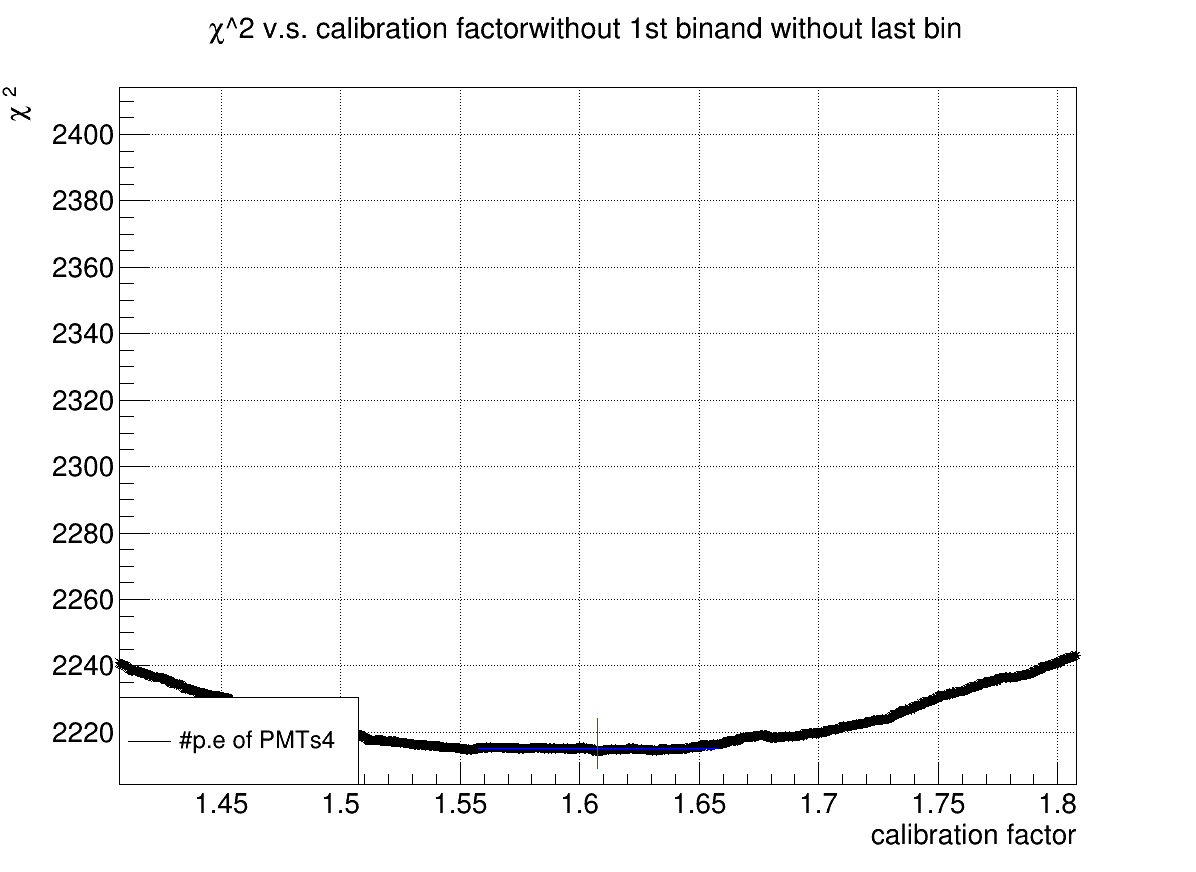 χ^2 v.s. calibration factorwithout 1st binand without last bin
χ²
2400
2380
2360
2340
2320
2300
2280
2260
2240
2220
#p.e of PMTs4
1.45 1.5 1.55 1.6 1.65 1.7 1.75 1.8
calibration factor